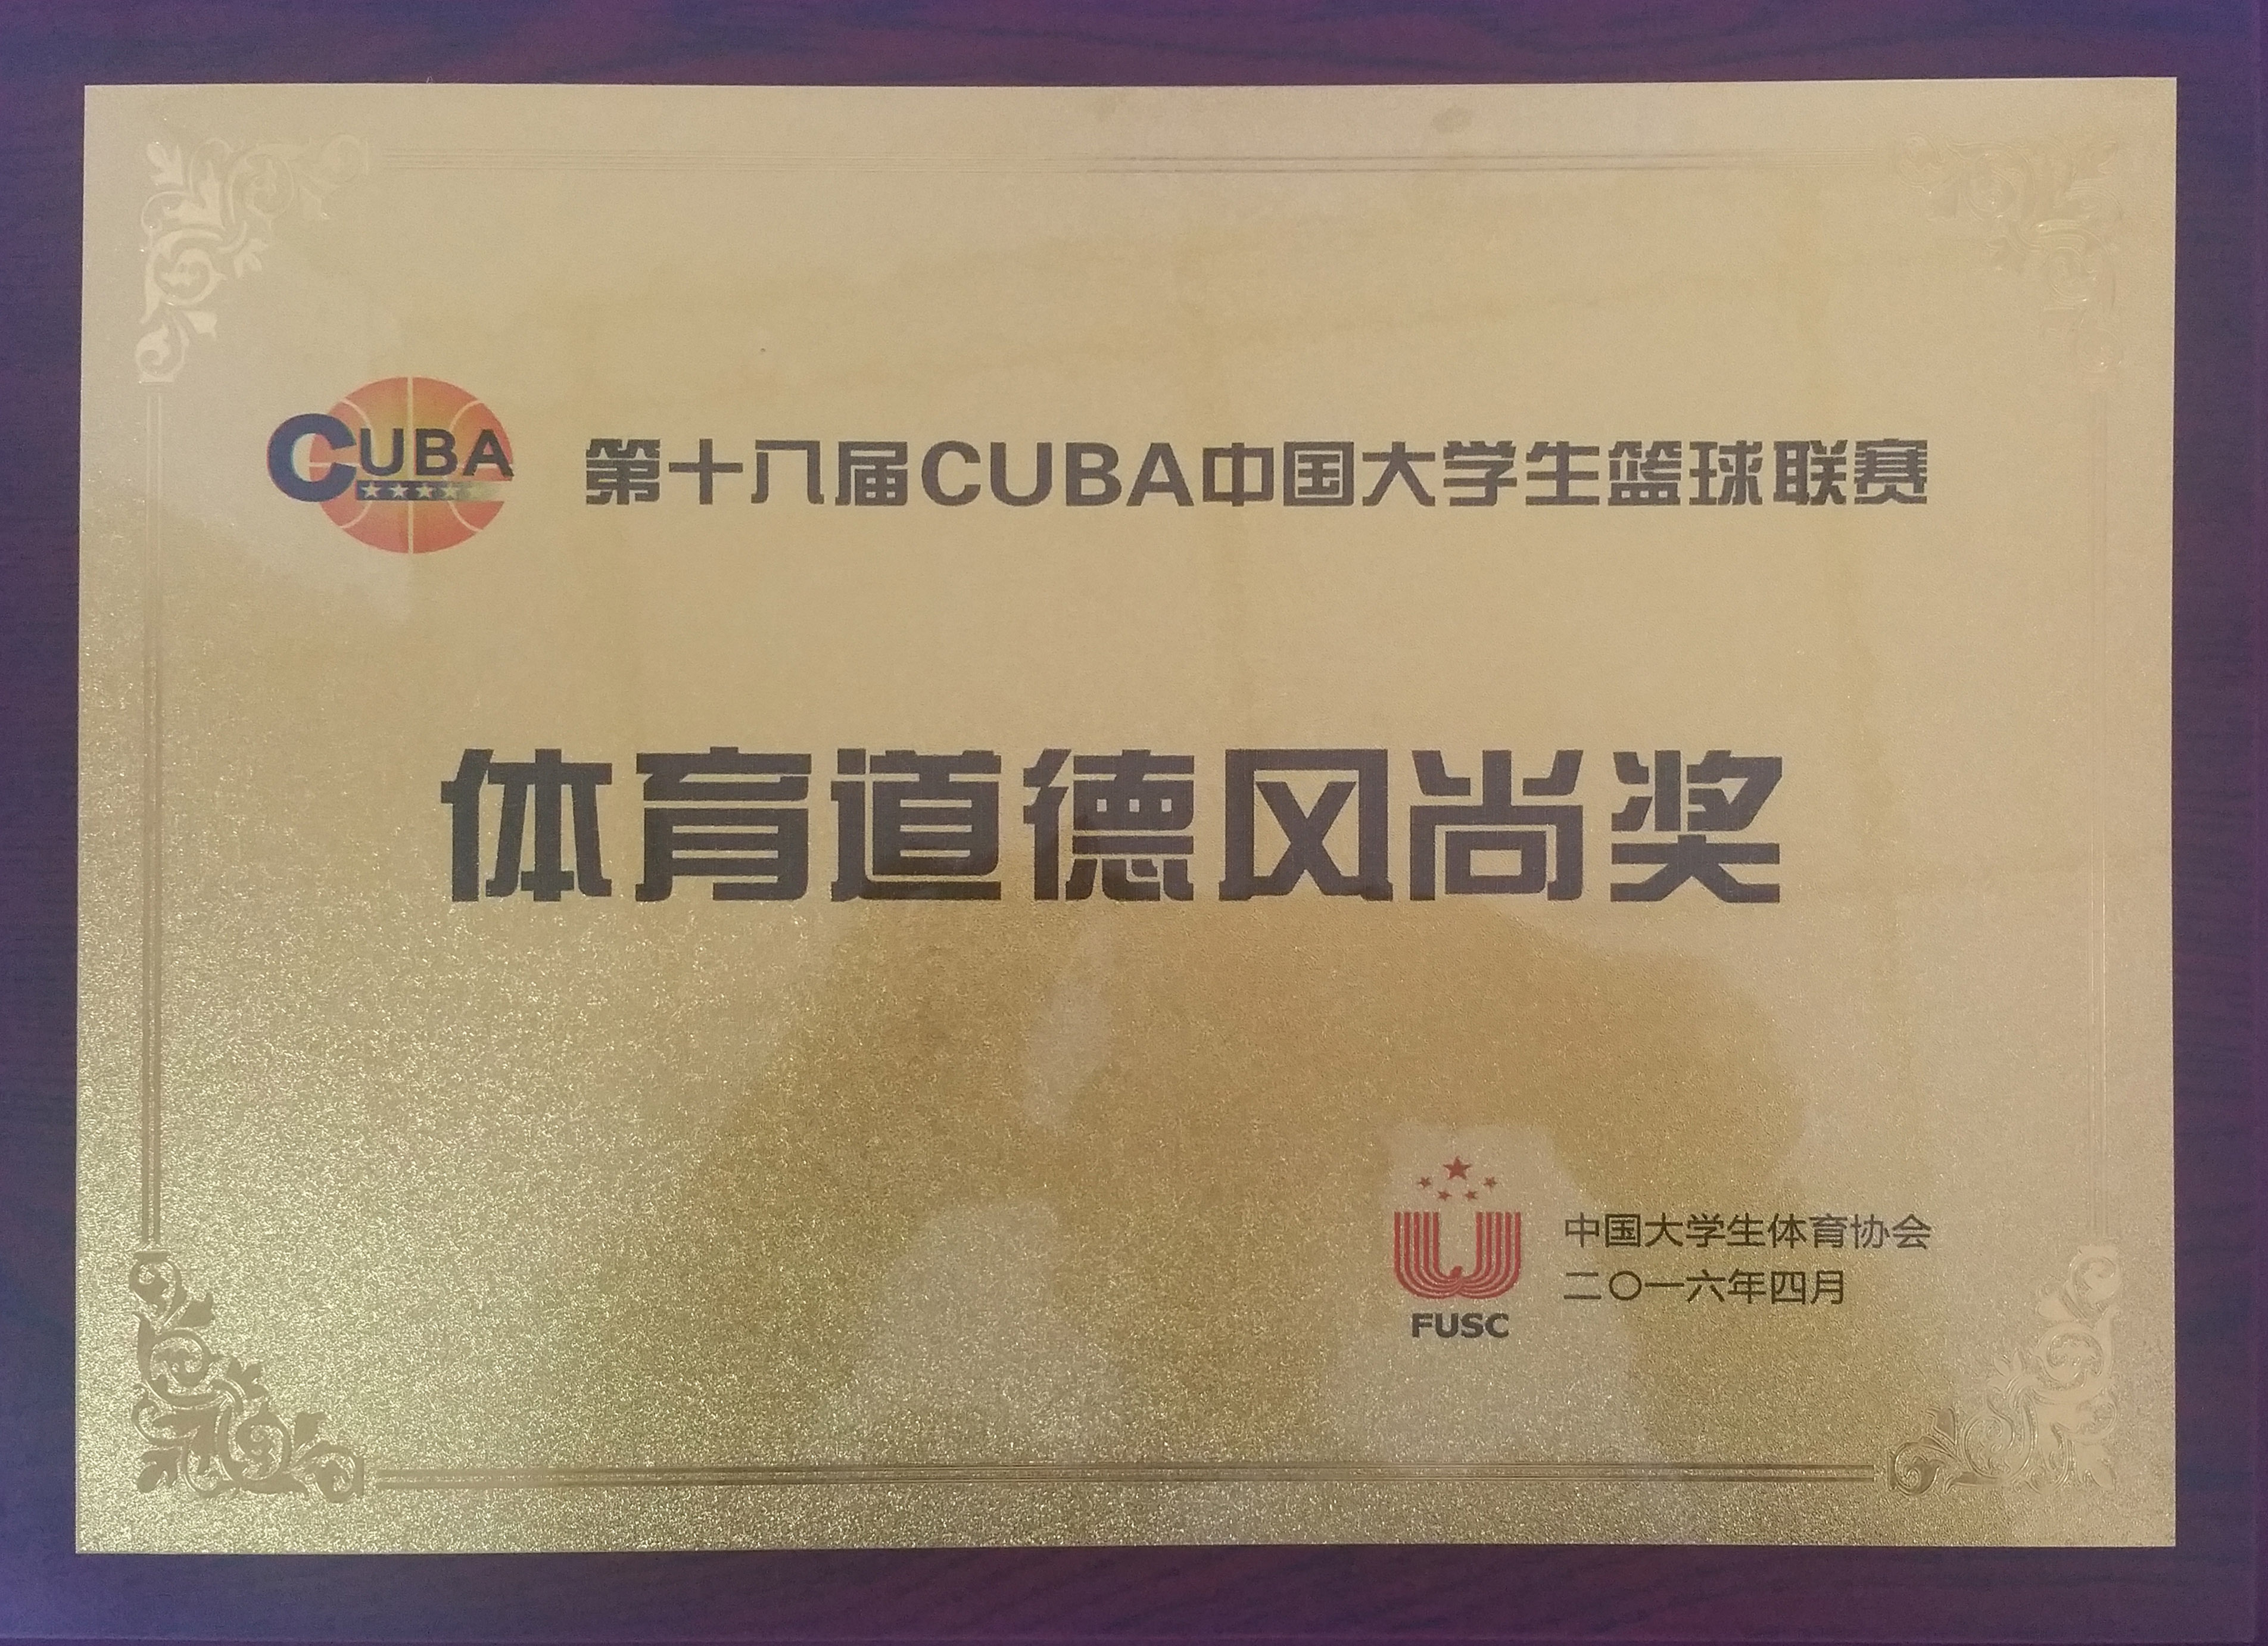 CUBA
第十八届CUBA中国大学生篮球联赛
体育道德风尚奖
中国大学生体育协会
二〇一六年四月
FUSC